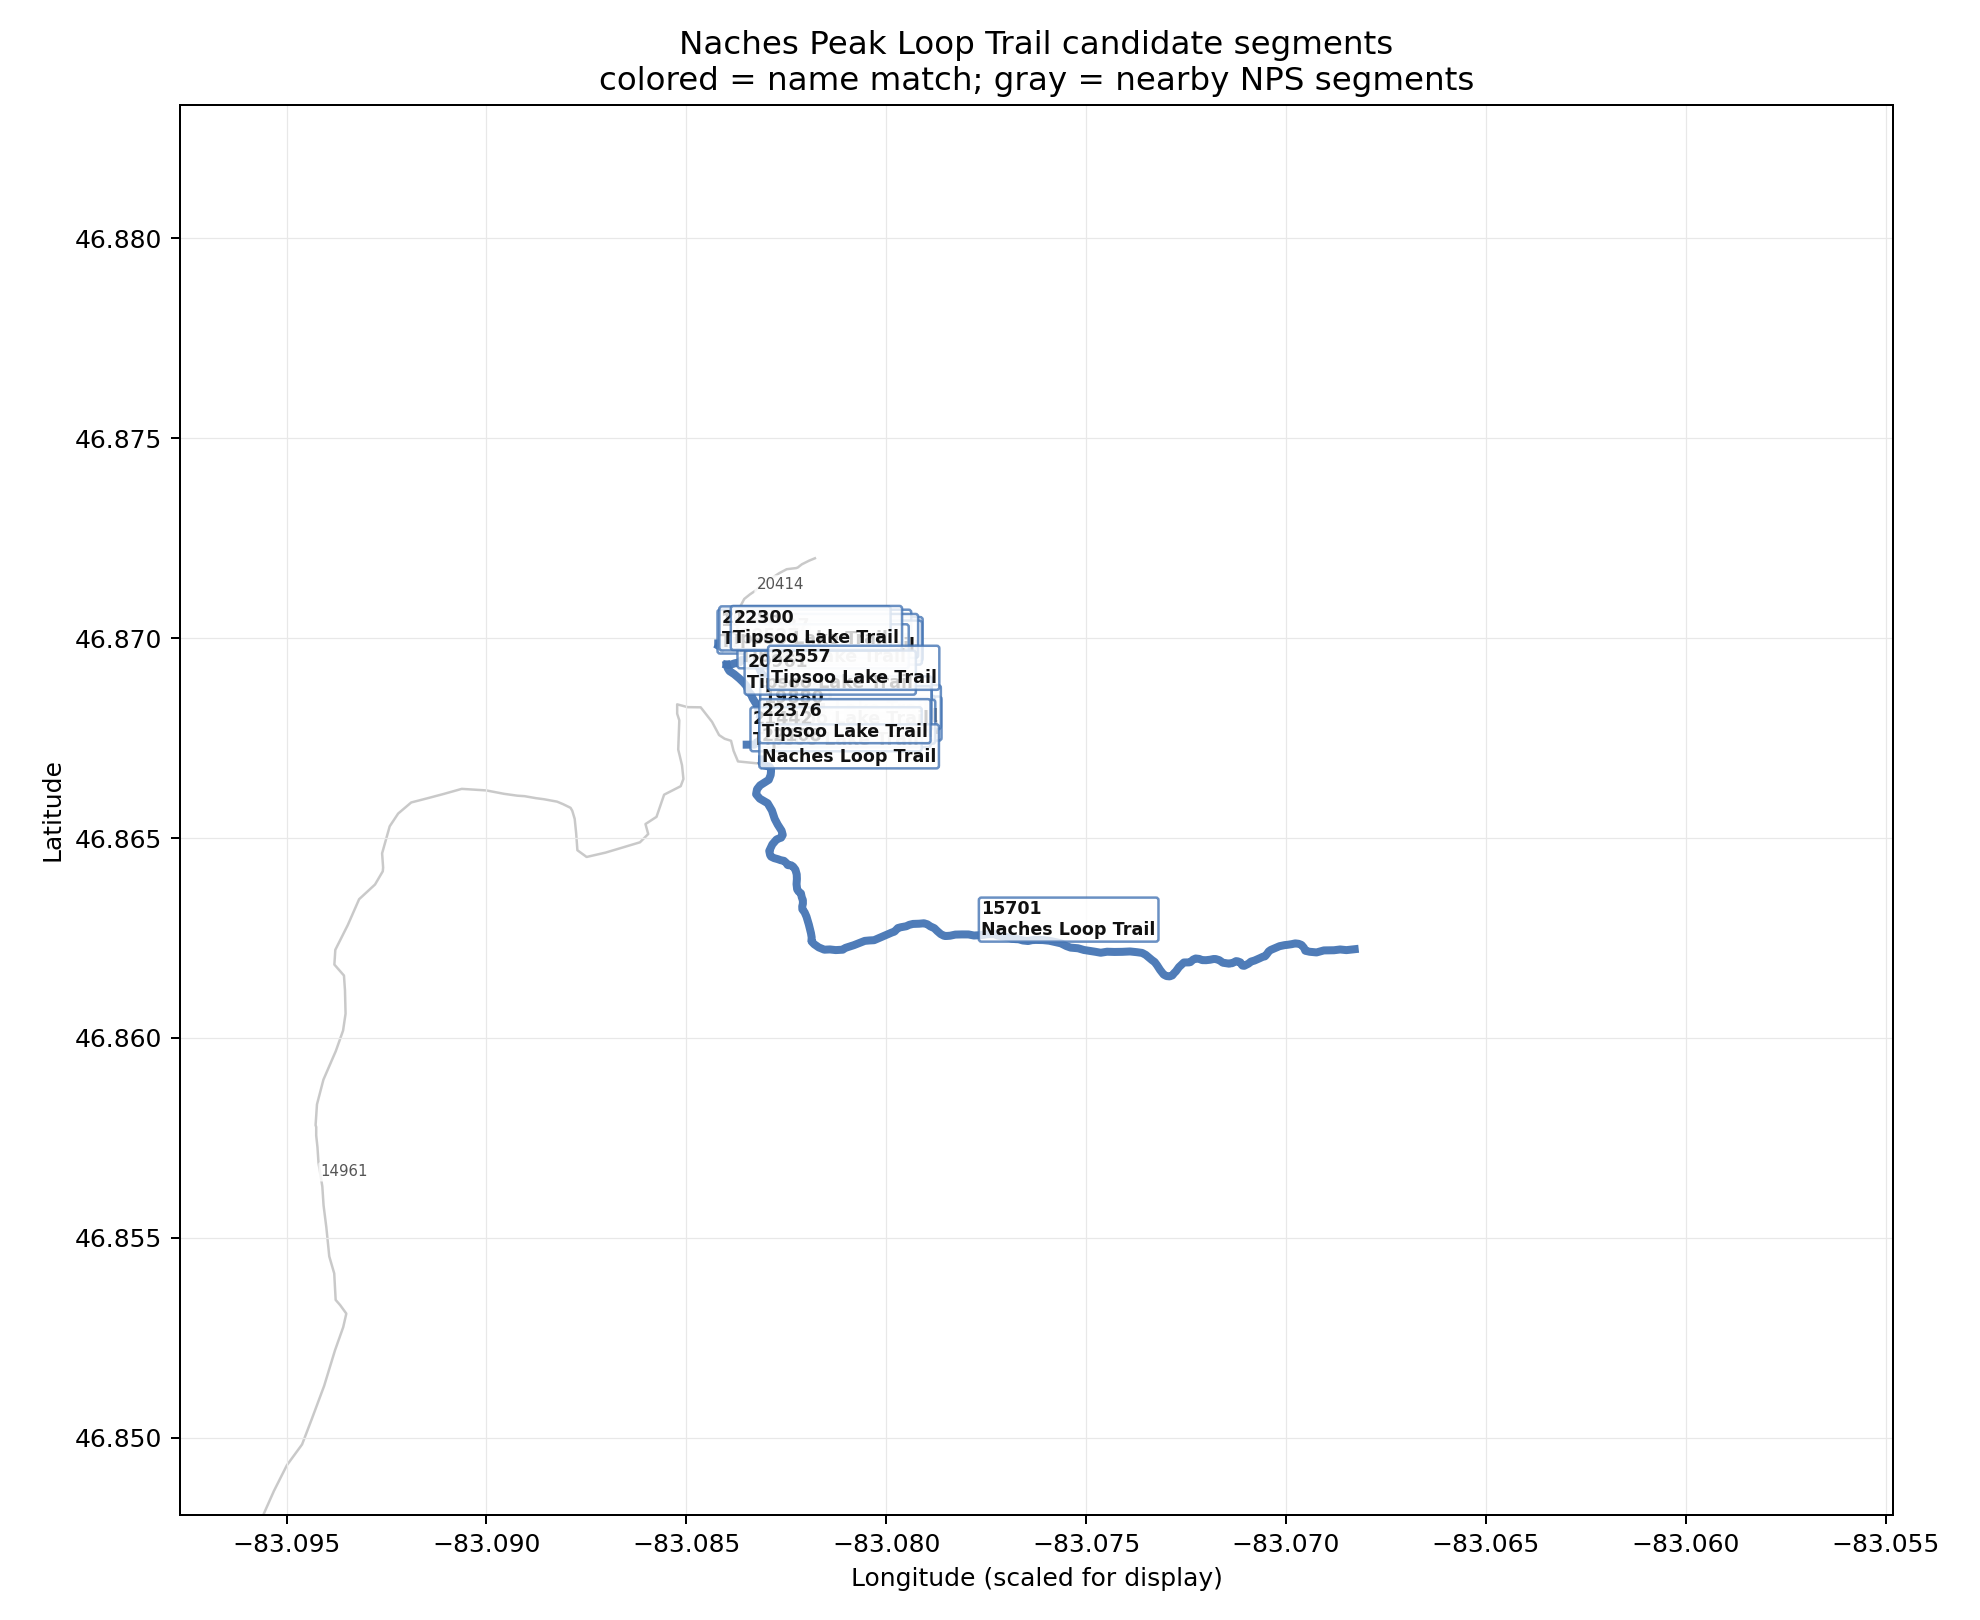 Naches Peak Loop Trail candidate segments
colored = name match; gray = nearby NPS segments
46.880
46.875
46.870
46.865
46.860
46.855
46.850
Latitude
20414
22300
Tipsoo Lake Trail
22557
Tipsoo Lake Trail
22376
Tipsoo Lake Trail
Naches Loop Trail
15701
Naches Loop Trail
14961
−83.095
−83.090
−83.085
−83.080
−83.075
−83.070
−83.065
−83.060
−83.055
Longitude (scaled for display)